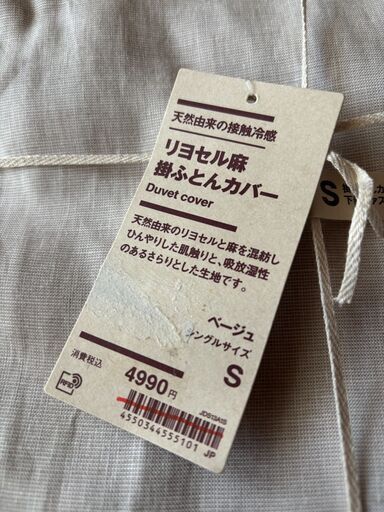 天然由来の接触冷感
リヨセル麻
掛ふとんカバー
Duvet cover
天然由来のリヨセルと麻を混紡し
ひんやりした肌触りと、吸放湿性
のあるさらりとした生地です。
ベージュ
シングルサイズ
S
消費税込
4990円
RFID
JD91SA1S
4550344555101 JP
S